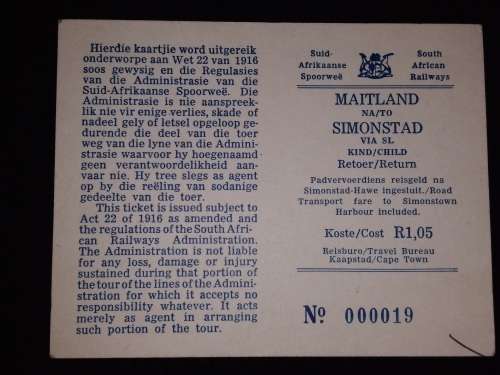 Hierdie kaartjie word uitgereik
onderworpe aan Wet 22 van 1916
soos gewysig en die Regulasies
van die Administrasie van die
Suid-Afrikaanse Spoorweë. Die
Administrasie is nie aanspreek-
lik nie vir enige verlies, skade of
nadeel gely of letsel opgeloop ge-
durende die deel van die toer
weg van die lyne van die Admini-
strasie waarvoor hy hoegenaamd
geen verantwoordelikheid aan-
vaar nie. Hy tree slegs as agent
op by die reëling van sodanige
gedeelte van die toer.
This ticket is issued subject to
Act 22 of 1916 as amended and
the regulations of the South Afri-
can Railways Administration.
The Administration is not liable
for any loss, damage or injury
sustained during that portion of
the tour of the lines of the Admini-
stration for which it accepts no
responsibility whatever. It acts
merely as agent in arranging
such portion of the tour.
Suid-
Afrikaanse
Spoorweë
South
African
Railways
MAITLAND
NA/TO
SIMONSTAD
VIA SL
KIND/CHILD
Retoer/Return
Padvervoerdiens reisgeld na
Simonstad-Hawe ingesluit./Road
Transport fare to Simonstown
Harbour included.
Koste/Cost R1,05
Reisburo/Travel Bureau
Kaapstad/Cape Town
No 000019